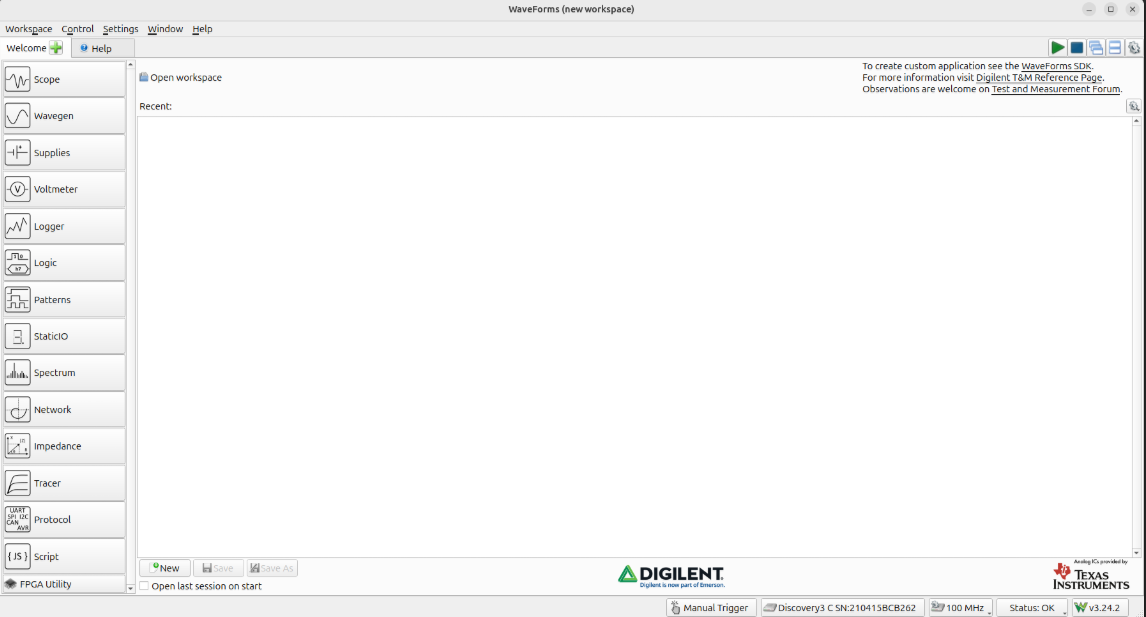 WaveForms (new workspace)
Workspace Control Settings Window Help
Welcome Help
To create custom application see the WaveForms SDK.
For more information visit Digilent T&M Reference Page.
Observations are welcome on Test and Measurement Forum.
Open workspace
Recent:
Scope
Wavegen
Supplies
Voltmeter
Logger
Logic
Patterns
StaticIO
Spectrum
Network
Impedance
Tracer
UART
SPI I2C
CAN
AVR
Protocol
{JS} Script
FPGA Utility
New Save Save As
Open last session on start
DIGILENT.
Digilent is now part of Emerson.
Analog ICs provided by
TEXAS
INSTRUMENTS
Manual Trigger Discovery3 C SN:210415BCB262 100 MHz Status: OK v3.24.2